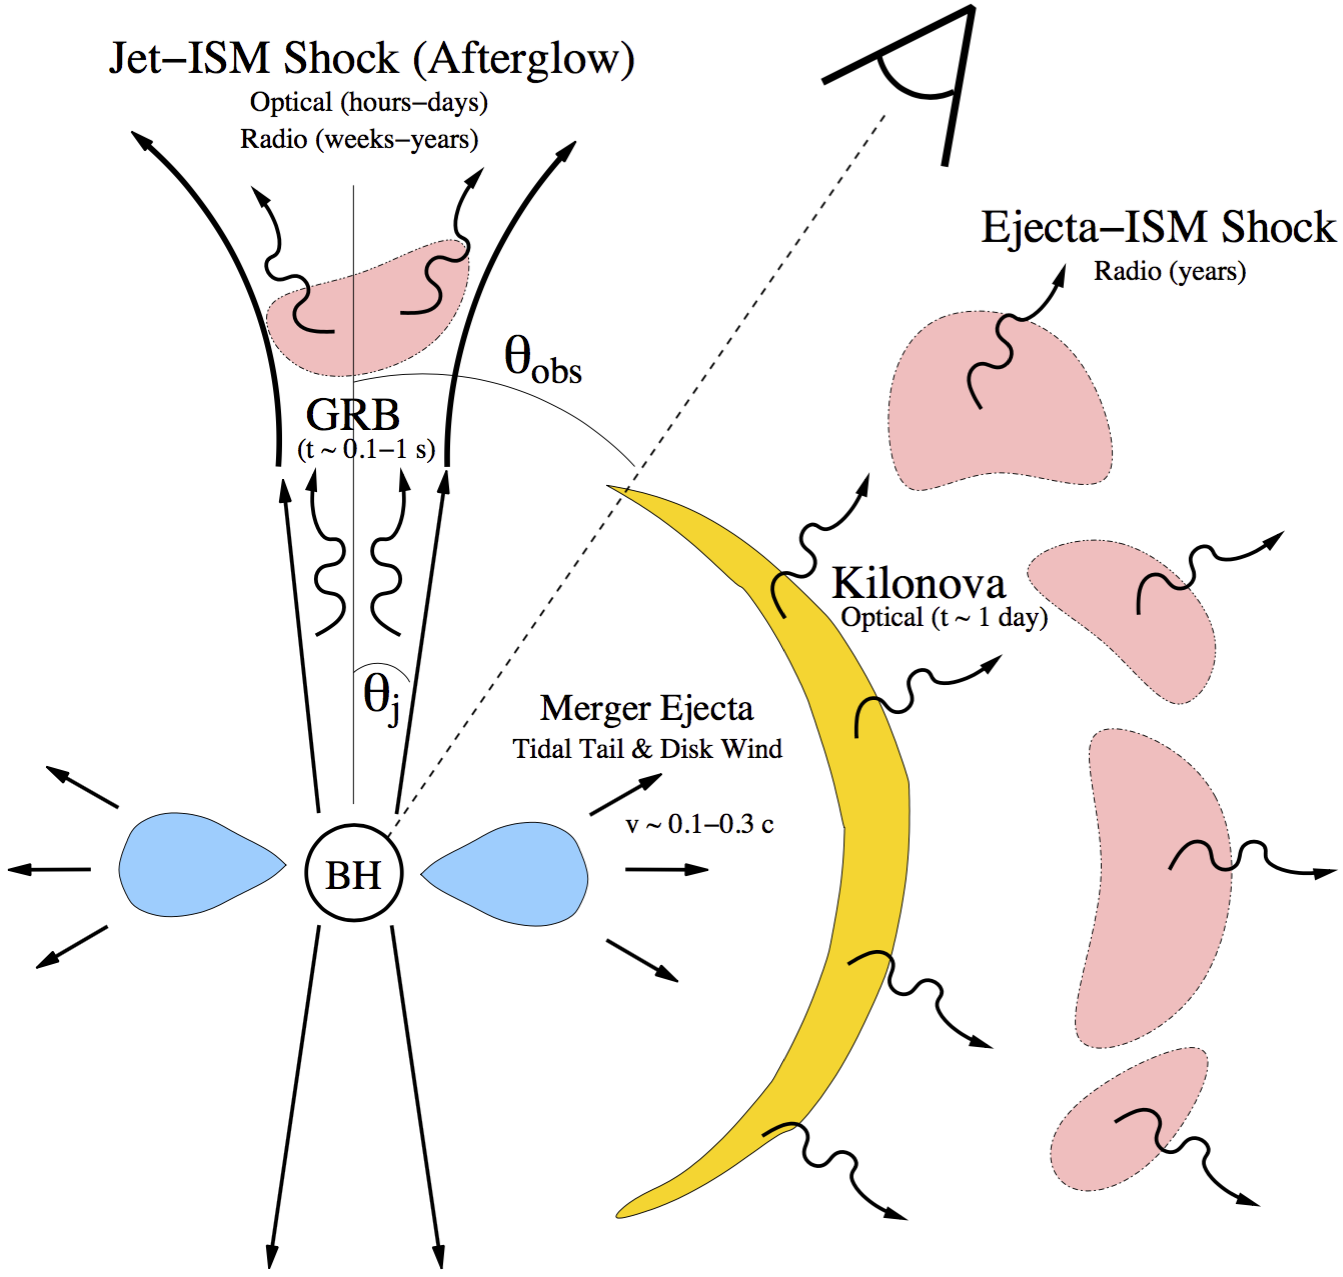 Jet–ISM Shock (Afterglow)
Optical (hours–days)
Radio (weeks–years)
Ejecta–ISM Shock
Radio (years)
θobs
GRB
(t ~ 0.1–1 s)
Kilonova
Optical (t ~ 1 day)
θj
Merger Ejecta
Tidal Tail & Disk Wind
v ~ 0.1–0.3 c
BH